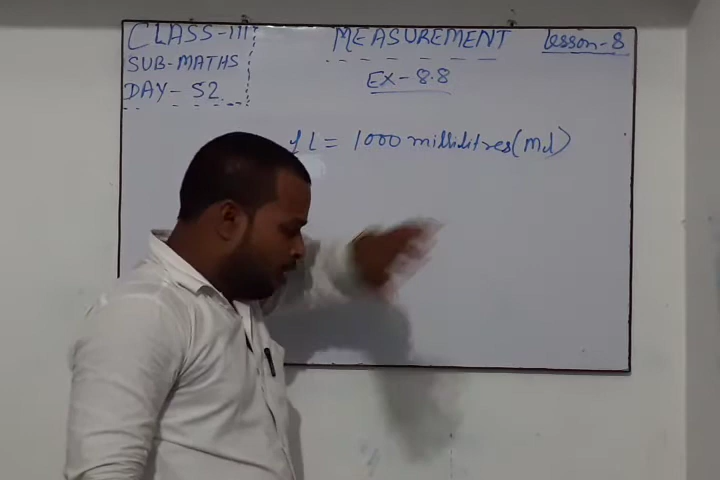 CLASS-III
SUB-MATHS
DAY-52
MEASUREMENT
EX-8.8
Lesson-8
1 L = 1000 millilitres(Ml)